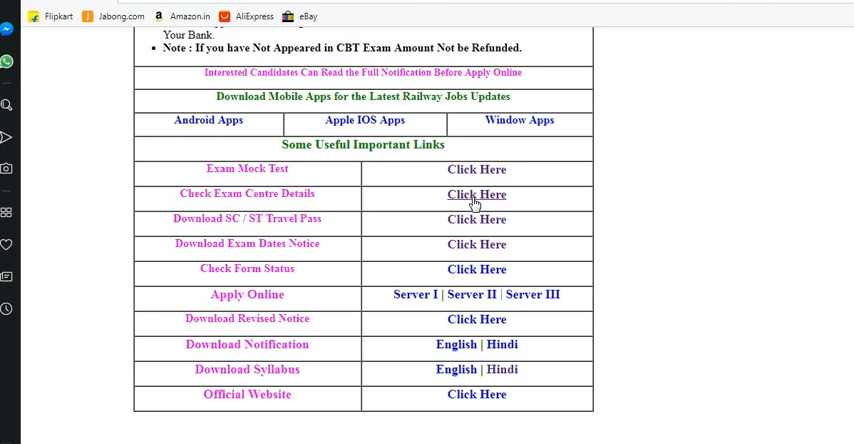 Flipkart Jabong.com Amazon.in AliExpress eBay
Your Bank.
Note : If you have Not Appeared in CBT Exam Amount Not be Refunded.
Interested Candidates Can Read the Full Notification Before Apply Online
Download Mobile Apps for the Latest Railway Jobs Updates
Android Apps Apple IOS Apps Window Apps
Some Useful Important Links
Exam Mock Test Click Here
Check Exam Centre Details Click Here
Download SC / ST Travel Pass Click Here
Download Exam Dates Notice Click Here
Check Form Status Click Here
Apply Online Server I | Server II | Server III
Download Revised Notice Click Here
Download Notification English | Hindi
Download Syllabus English | Hindi
Official Website Click Here